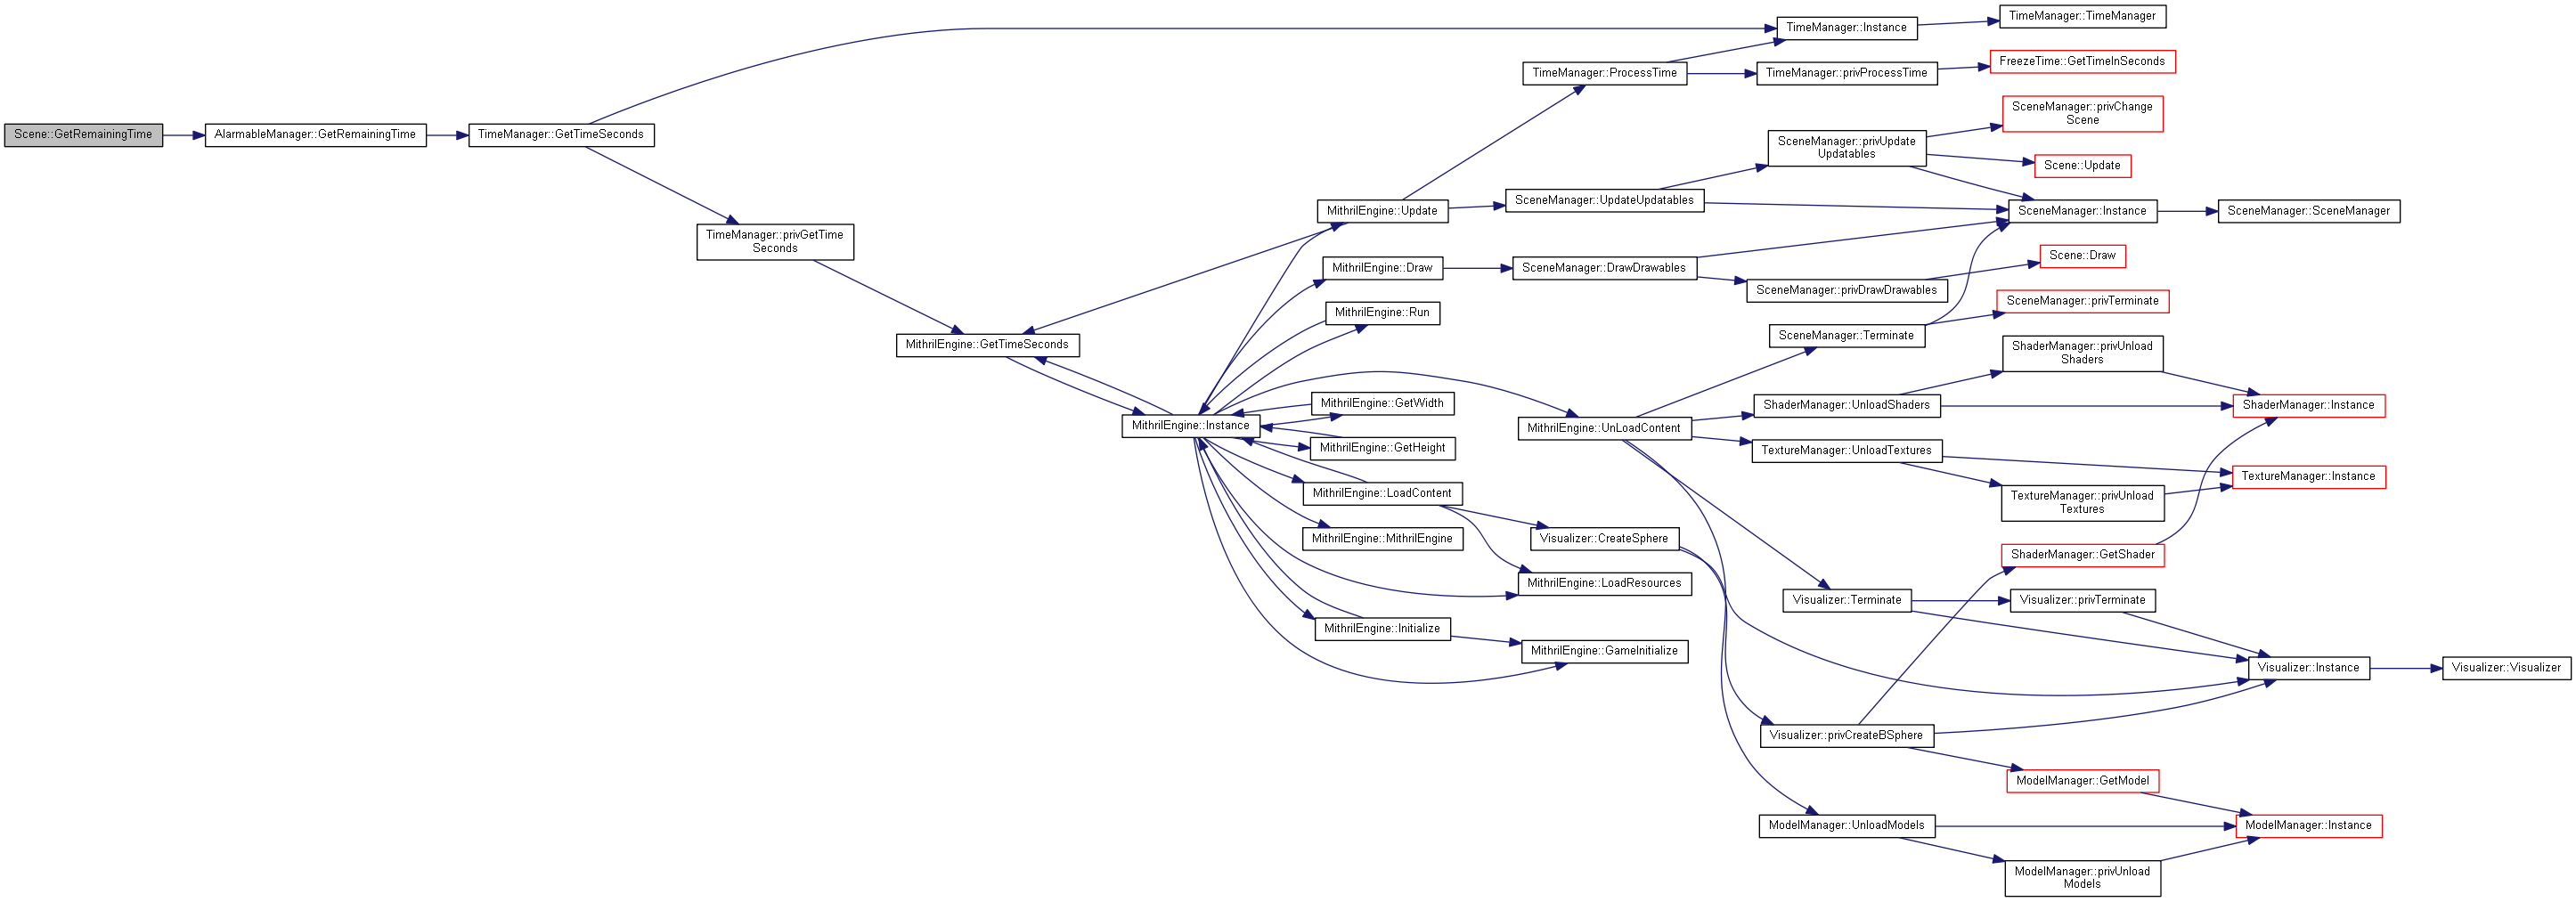 Scene::GetRemainingTime
AlarmableManager::GetRemainingTime
TimeManager::GetTimeSeconds
TimeManager::privGetTime
Seconds
MithrilEngine::GetTimeSeconds
MithrilEngine::Instance
MithrilEngine::Update
MithrilEngine::Draw
MithrilEngine::Run
MithrilEngine::GetWidth
MithrilEngine::GetHeight
MithrilEngine::LoadContent
MithrilEngine::MithrilEngine
MithrilEngine::Initialize
TimeManager::ProcessTime
SceneManager::UpdateUpdatables
SceneManager::DrawDrawables
MithrilEngine::UnLoadContent
Visualizer::CreateSphere
MithrilEngine::LoadResources
MithrilEngine::GameInitialize
TimeManager::Instance
TimeManager::privProcessTime
SceneManager::privUpdate
Updatables
SceneManager::privDrawDrawables
SceneManager::Terminate
ShaderManager::UnloadShaders
TextureManager::UnloadTextures
Visualizer::Terminate
Visualizer::privCreateBSphere
ModelManager::UnloadModels
TimeManager::TimeManager
FreezeTime::GetTimeInSeconds
SceneManager::privChange
Scene
Scene::Update
SceneManager::Instance
Scene::Draw
SceneManager::privTerminate
ShaderManager::privUnload
Shaders
TextureManager::privUnload
Textures
ShaderManager::GetShader
Visualizer::privTerminate
ModelManager::GetModel
ModelManager::privUnload
Models
SceneManager::SceneManager
ShaderManager::Instance
TextureManager::Instance
Visualizer::Instance
ModelManager::Instance
Visualizer::Visualizer